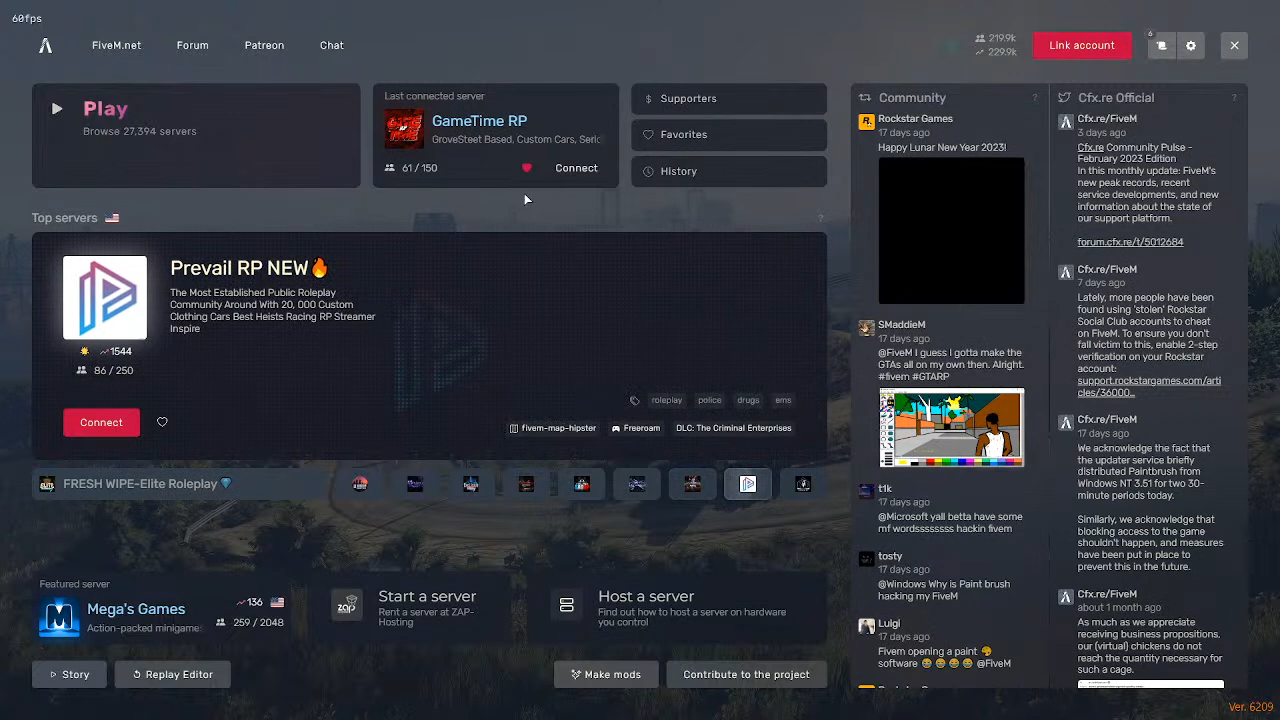 60fps
FiveM.net
Forum
Patreon
Chat
219.9k
229.9k
Link account
6
Play
Browse 27,394 servers
Last connected server
GameTime RP
GroveSteet Based, Custom Cars, Seric
61 / 150
Connect
Supporters
Favorites
History
Top servers
?
Prevail RP NEW🔥
The Most Established Public Roleplay
Community Around With 20, 000 Custom
Clothing Cars Best Heists Racing RP Streamer
Inspire
1544
86 / 250
Connect
roleplay
police
drugs
ems
fivem-map-hipster
Freeroam
DLC: The Criminal Enterprises
FRESH WIPE-Elite Roleplay 💎
Featured server
Mega's Games
136
Action-packed minigame
259 / 2048
ZAP
Start a server
Rent a server at ZAP-
Hosting
Host a server
Find out how to host a server on hardware
you control
Story
Replay Editor
Make mods
Contribute to the project
Community
?
Rockstar Games
17 days ago
Happy Lunar New Year 2023!
SMaddieM
17 days ago
@FiveM I guess I gotta make the
GTAs all on my own then. Alright.
#fivem #GTARP
t1k
17 days ago
@Microsoft yall betta have some
mf wordssssssss hackin fivem
tosty
17 days ago
@Windows Why is Paint brush
hacking my FiveM
Luigi
17 days ago
Fivem opening a paint 🎨
software 😂 😂 😂 😂 @FiveM
Cfx.re Official
?
Cfx.re/FiveM
3 days ago
Cfx.re Community Pulse -
February 2023 Edition
In this monthly update: FiveM's
new peak records, recent
service developments, and new
information about the state of
our support platform.
forum.cfx.re/t/5012684
Cfx.re/FiveM
7 days ago
Lately, more people have been
found using 'stolen' Rockstar
Social Club accounts to cheat
on FiveM. To ensure you don't
fall victim to this, enable 2-step
verification on your Rockstar
account:
support.rockstargames.com/arti
cles/36000...
Cfx.re/FiveM
17 days ago
We acknowledge the fact that
the updater service briefly
distributed Paintbrush from
Windows NT 3.51 for two 30-
minute periods today.
Similarly, we acknowledge that
blocking access to the game
shouldn't happen, and measures
have been put in place to
prevent this in the future.
Cfx.re/FiveM
about 1 month ago
As much as we appreciate
receiving business propositions,
our (virtual) chickens do not
reach the quantity necessary for
such a cage.
Ver. 6209